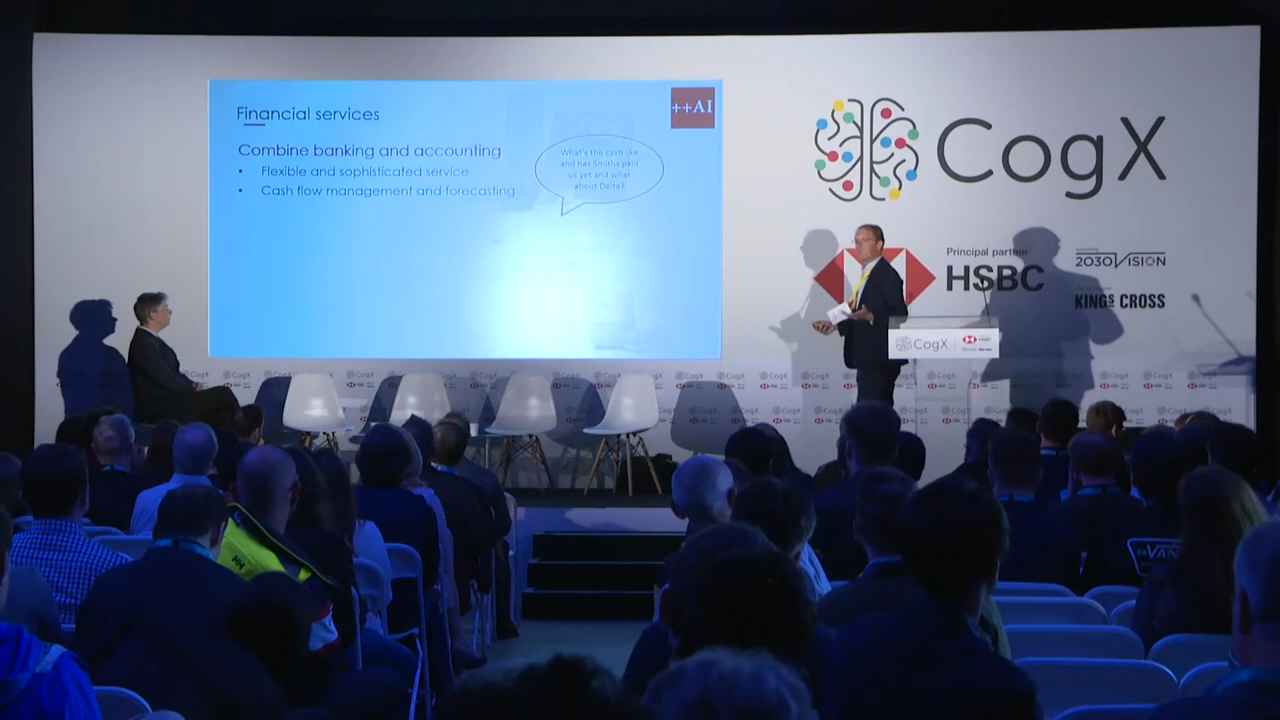 Financial services
++AI
Combine banking and accounting
• Flexible and sophisticated service
• Cash flow management and forecasting
What's the cash like
and has Smiths paid
us yet and what
about Delta?
CogX
Principal partner
HSBC
2030VISION
KINGS CROSS
CogX
HSBC